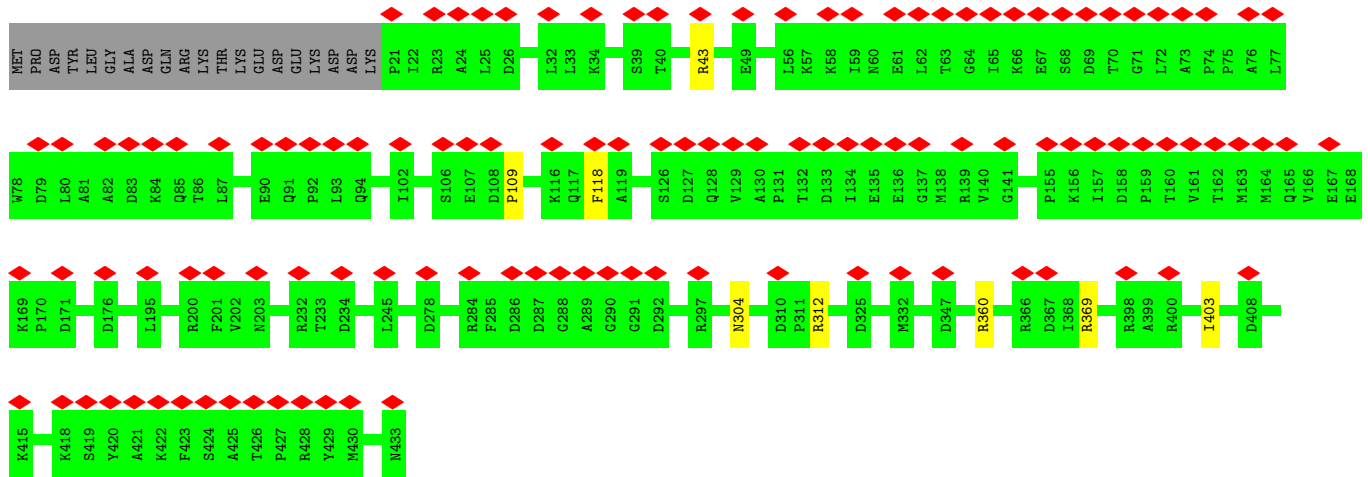 MET PRO ASP TYR LEU GLY ALA ASP GLN ARG LYS THR LYS GLU ASP GLU LYS ASP ASP LYS P21 I22 R23 A24 L25 D26 L32 L33 K34 S39 T40 R43 E49 L56 K57 K58 I59 N60 E61 L62 T63 G64 I65 K66 E67 S68 D69 T70 G71 L72 A73 P74 P75 A76 L77
W78 D79 L80 A81 A82 D83 K84 Q85 T86 L87 E90 Q91 P92 L93 Q94 I102 S106 E107 D108 P109 K116 Q117 F118 A119 S126 D127 Q128 V129 A130 P131 T132 D133 I134 E135 E136 G137 M138 R139 V140 G141 P155 K156 I157 D158 P159 T160 V161 T162 M163 M164 Q165 V166 E167 E168
K169 P170 D171 D176 L195 R200 F201 V202 N203 R232 T233 D234 L245 D278 R284 F285 D286 D287 G288 A289 G290 G291 D292 R297 N304 D310 P311 R312 D325 M332 D347 R360 R366 D367 I368 R369 R398 A399 R400 I403 D408
K415 K418 S419 Y420 A421 K422 F423 S424 A425 T426 P427 R428 Y429 M430 N433